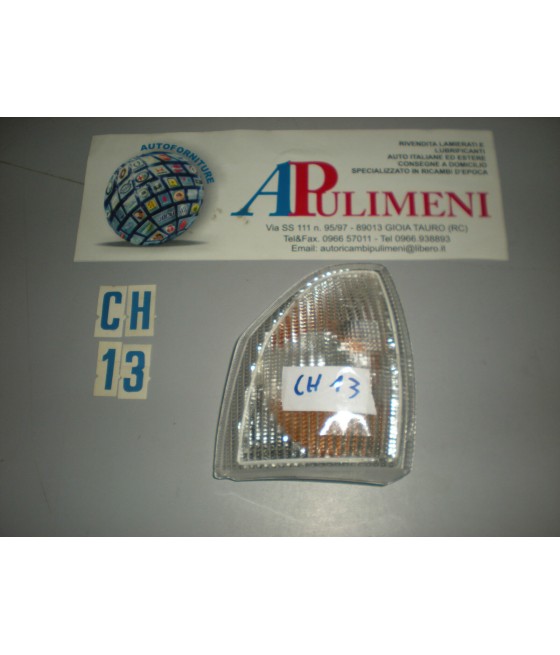 AUTOFORNITURE
APULIMENI
RIVENDITA LAMIERATI E
LUBRIFICANTI
AUTO ITALIANE ED ESTERE
CONSEGNE A DOMICILIO
SPECIALIZZATO IN RICAMBI D'EPOCA
Via SS 111 n. 95/97 - 89013 GIOIA TAURO (RC)
Tel&Fax. 0966 57011 - Tel 0966.938893
Email: autoricambipulimeni@libero.it
CH
13
CH 13